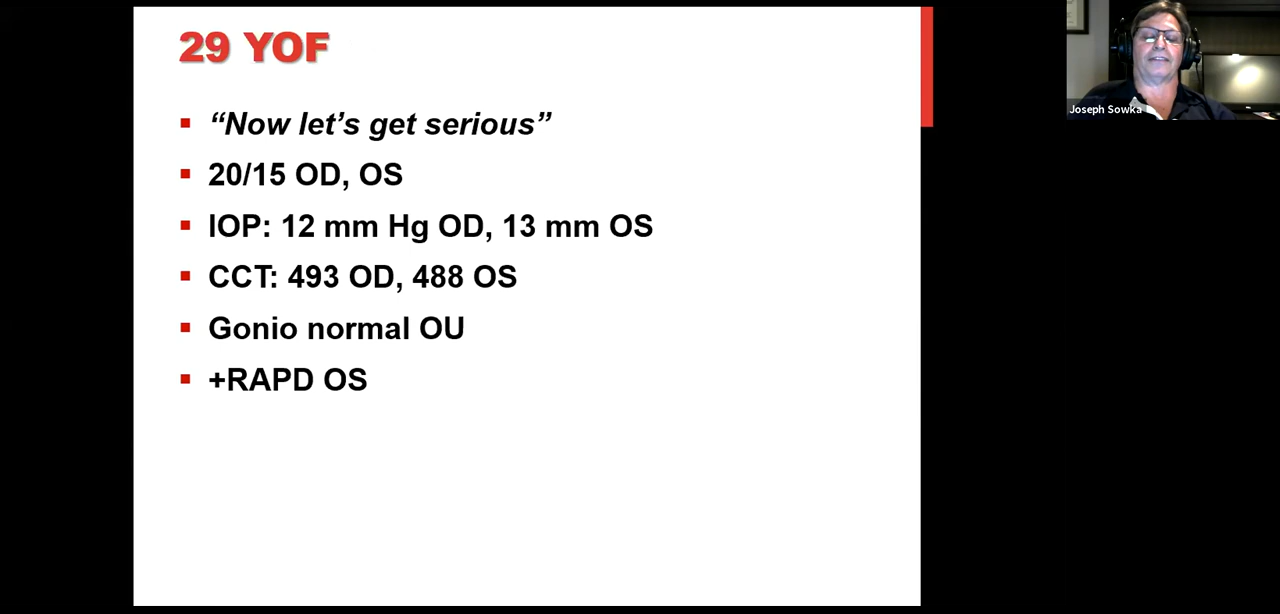 29 YOF
"Now let's get serious"
20/15 OD, OS
IOP: 12 mm Hg OD, 13 mm OS
CCT: 493 OD, 488 OS
Gonio normal OU
+RAPD OS
Joseph Sowka